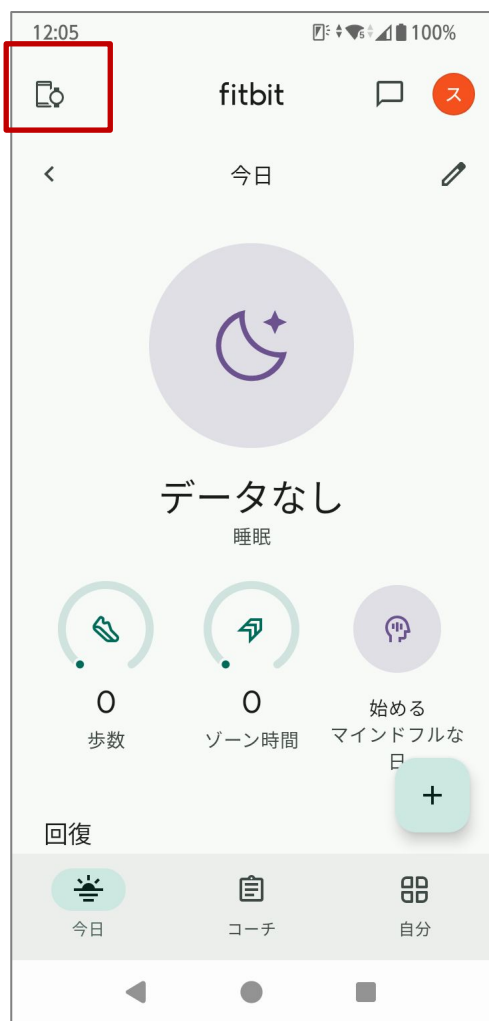 12:05
100%
fitbit
ス
今日
データなし
睡眠
0
歩数
0
ゾーン時間
始める
マインドフルな
日
+
回復
今日
コーチ
自分